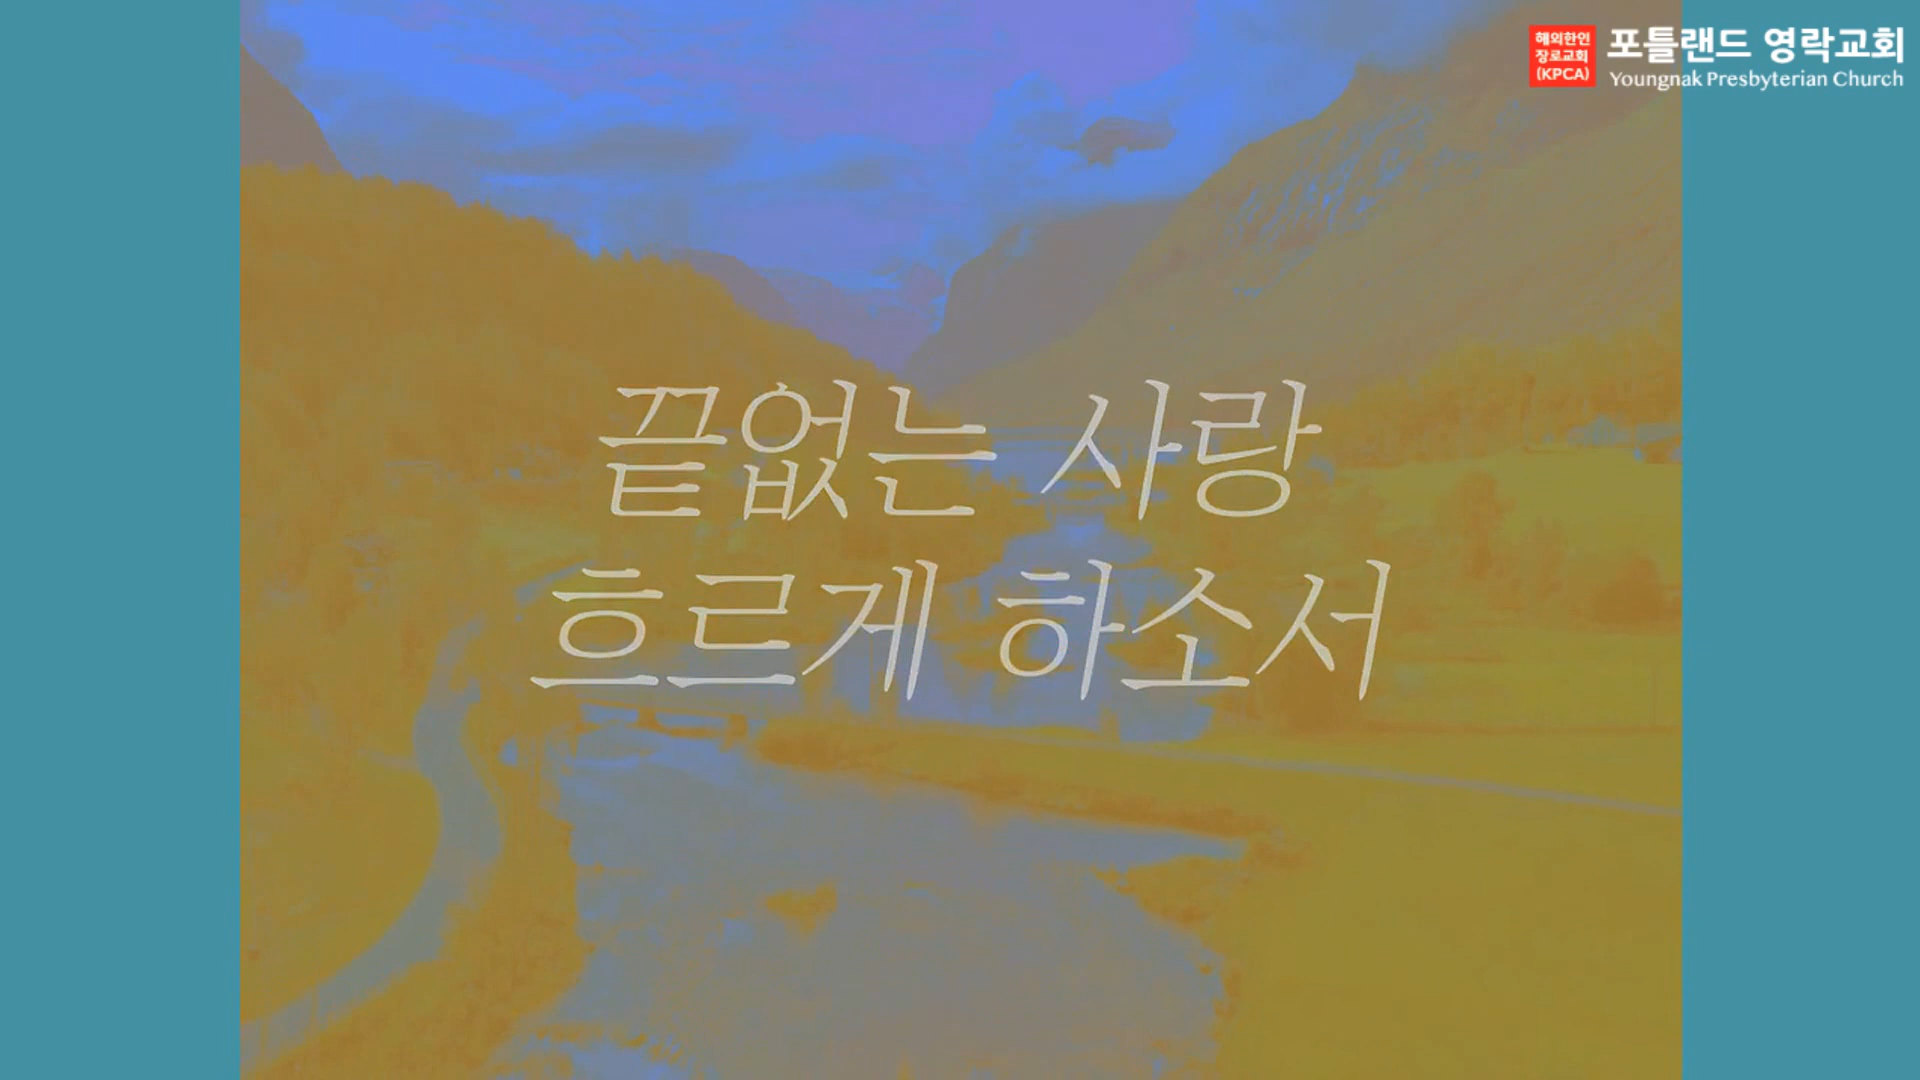 해외한인
장로교회
(KPCA)
포틀랜드 영락교회
Youngnak Presbyterian Church
끝없는 사랑
흐르게 하소서